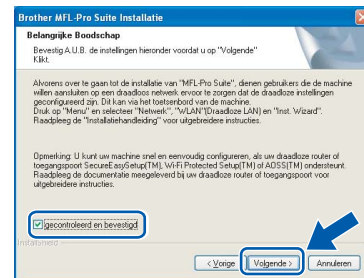 Brother MFL-Pro Suite Installatie
Belangrijke Boodschap
Bevestig A.U.B. de instellingen hieronder voordat u op "Volgende"
Klikt.
Alvorens over te gaan tot de installatie van "MFL-Pro Suite", dienen gebruikers die de machine
willen aansluiten op een draadloos netwerk ervoor te zorgen dat de draadloze instellingen
geconfigureerd zijn. Dit kan via het toetsenbord van de machine.
Druk op "Menu" en selecteer "Netwerk", "WLAN"(Draadloze LAN) en "Inst. Wizard".
Raadpleeg de "Installatiehandleiding" voor uitgebreidere instructies.
Opmerking: U kunt uw machine snel en eenvoudig configureren, als uw draadloze router of
toegangspoort SecureEasySetup(TM), Wi-Fi Protected Setup(TM) of AOSS(TM) ondersteunt.
Raadpleeg de documentatie meegeleverd bij uw draadloze router of toegangspoort voor
uitgebreidere instructies.
gecontoleerd en bevestigd
InstallShield
< Vorige Volgende > Annuleren